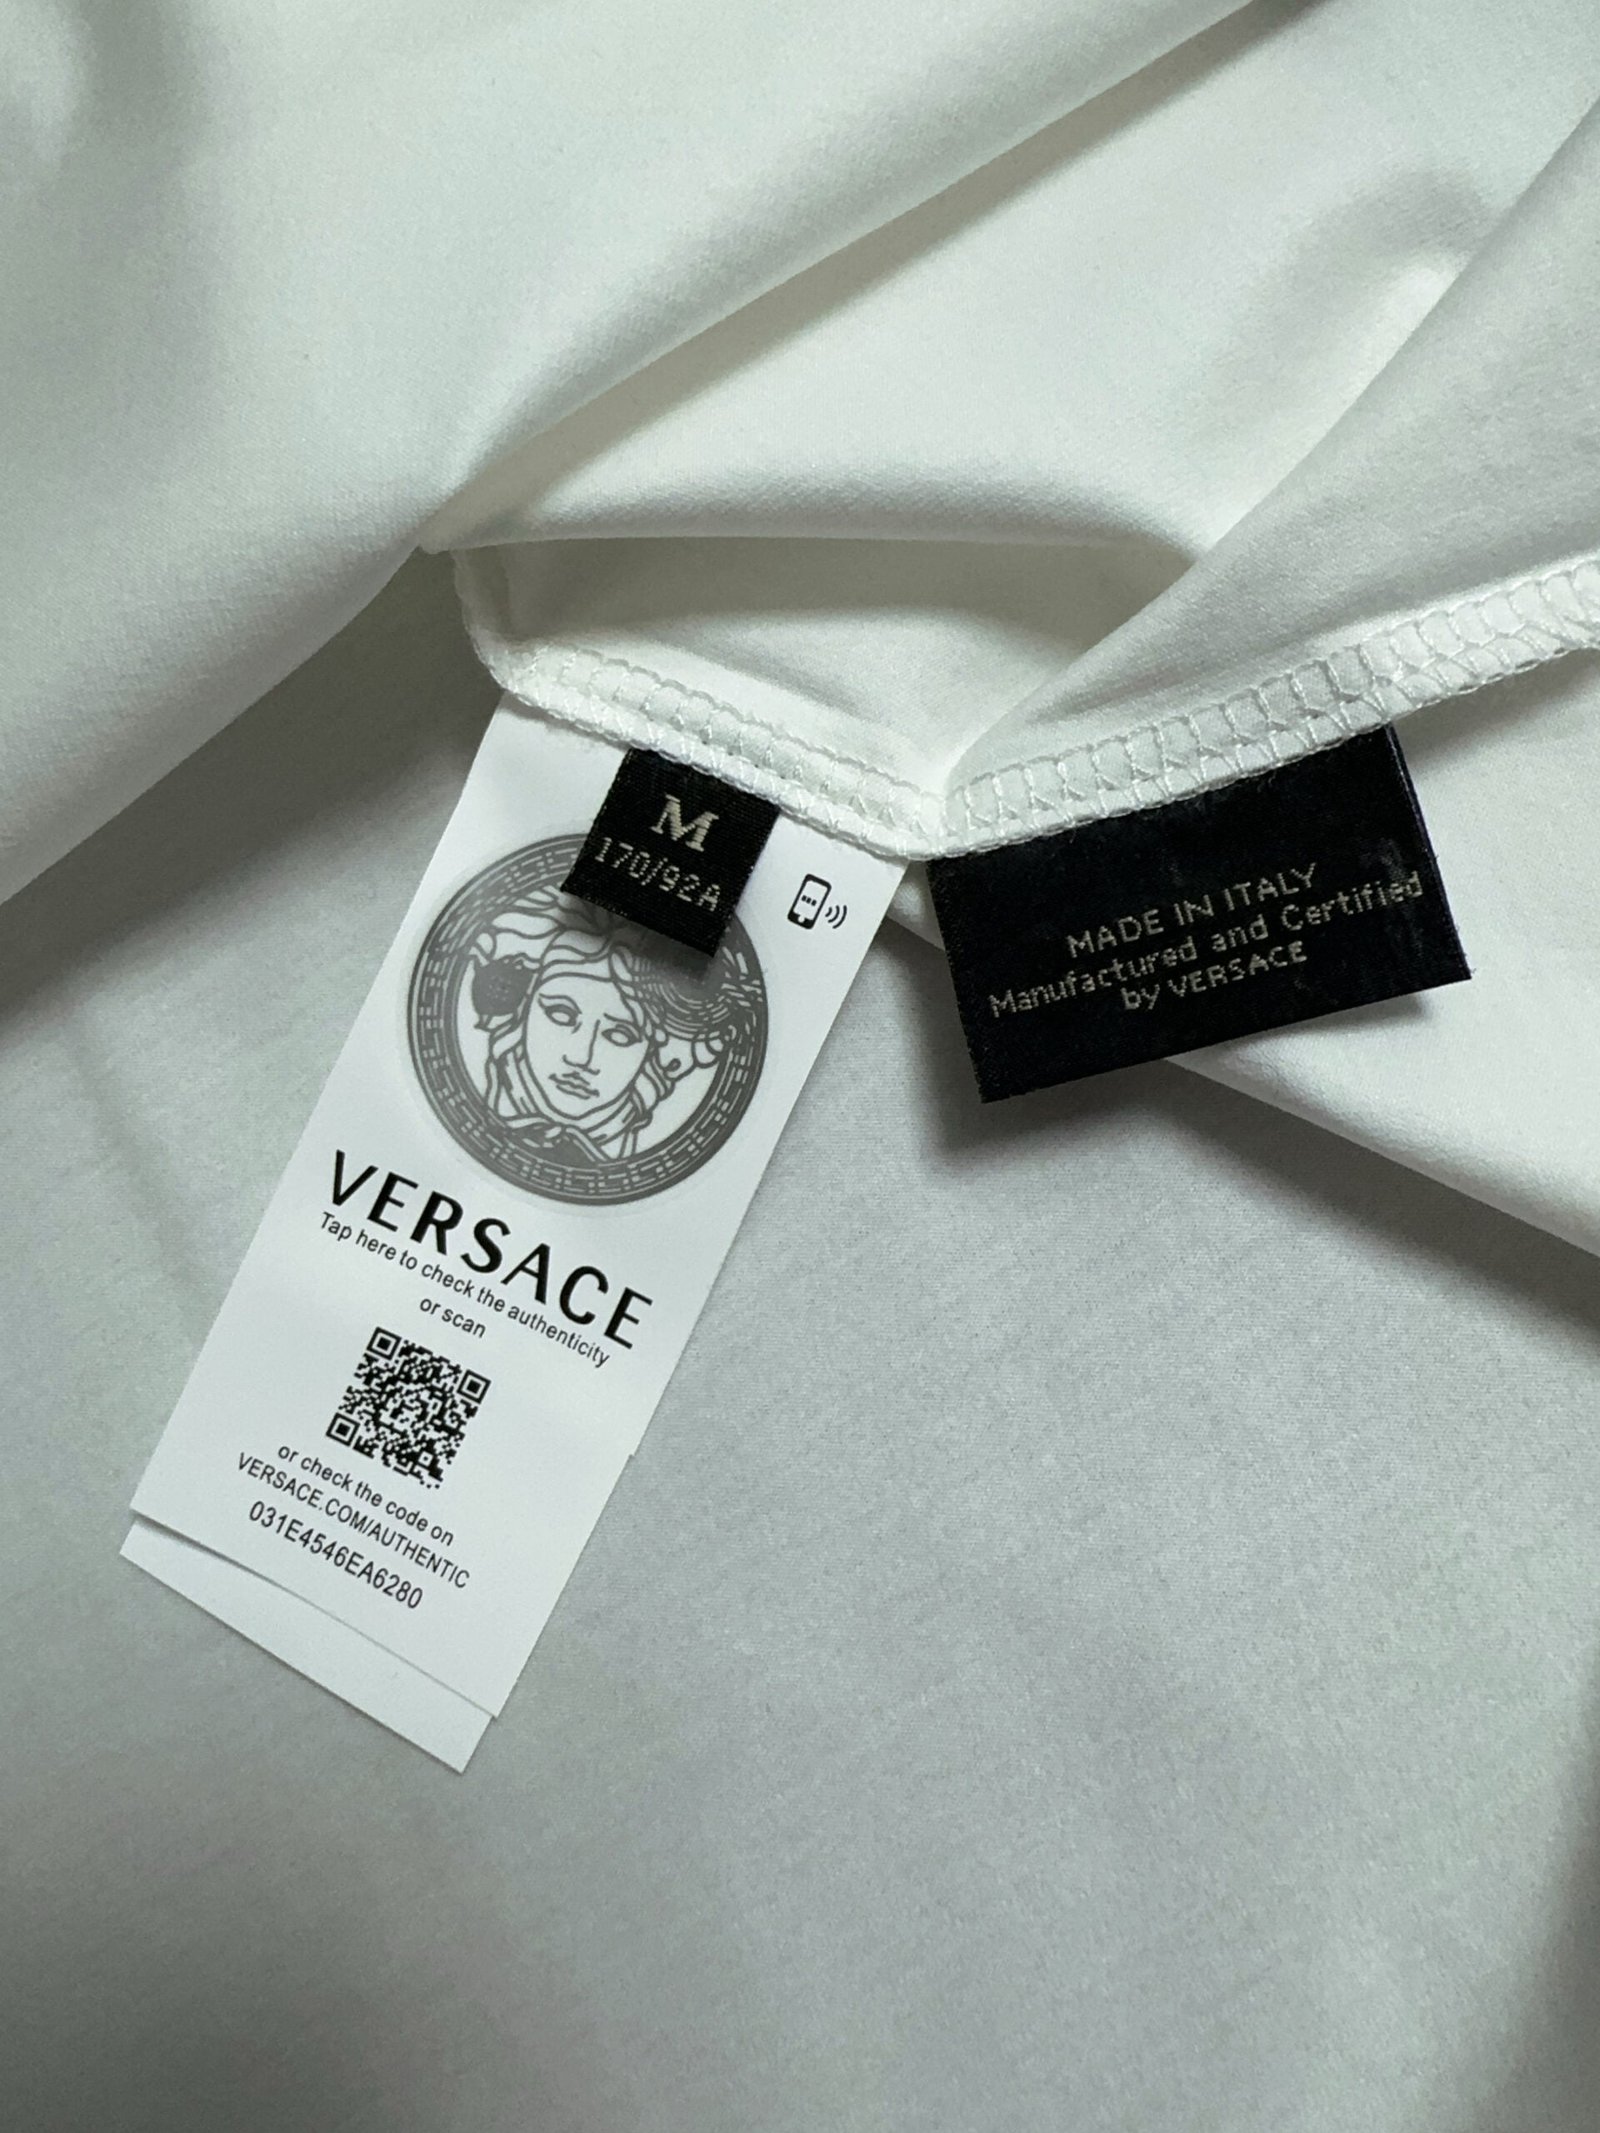 M
170/92A
MADE IN ITALY
Manufactured and Certified
by VERSACE
VERSACE
Tap here to check the authenticity
or scan
or check the code on
VERSACE.COM/AUTHENTIC
031E4546EA6280